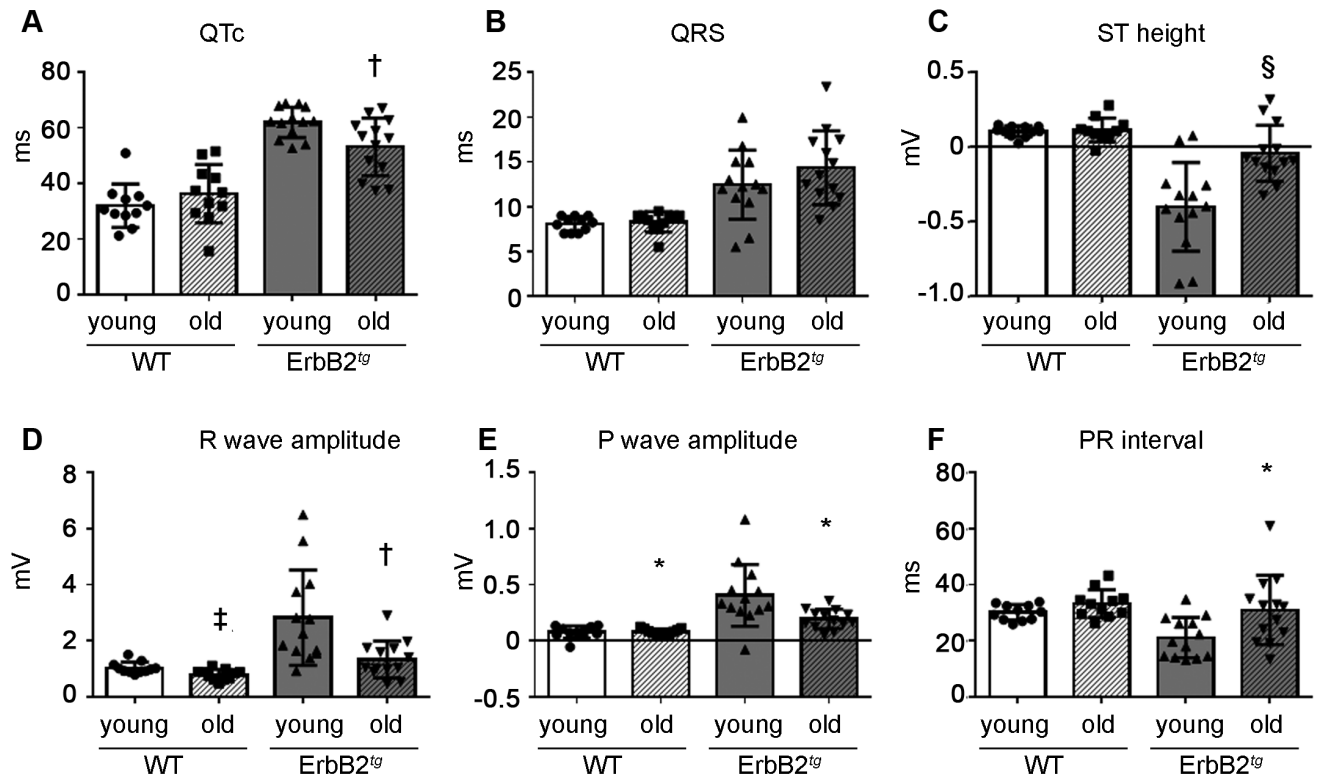 A QTc
ms
80
60
40
20
0
young old young old
WT ErbB2tg
†
B QRS
ms
25
20
15
10
5
0
young old young old
WT ErbB2tg
C ST height
mV
0.5
0
-0.5
-1.0
young old young old
WT ErbB2tg
§
D R wave amplitude
mV
8
6
4
2
0
young old young old
WT ErbB2tg
‡
†
E P wave amplitude
mV
1.5
1.0
0.5
0
-0.5
young old young old
WT ErbB2tg
*
*
F PR interval
ms
80
60
40
20
0
young old young old
WT ErbB2tg
*